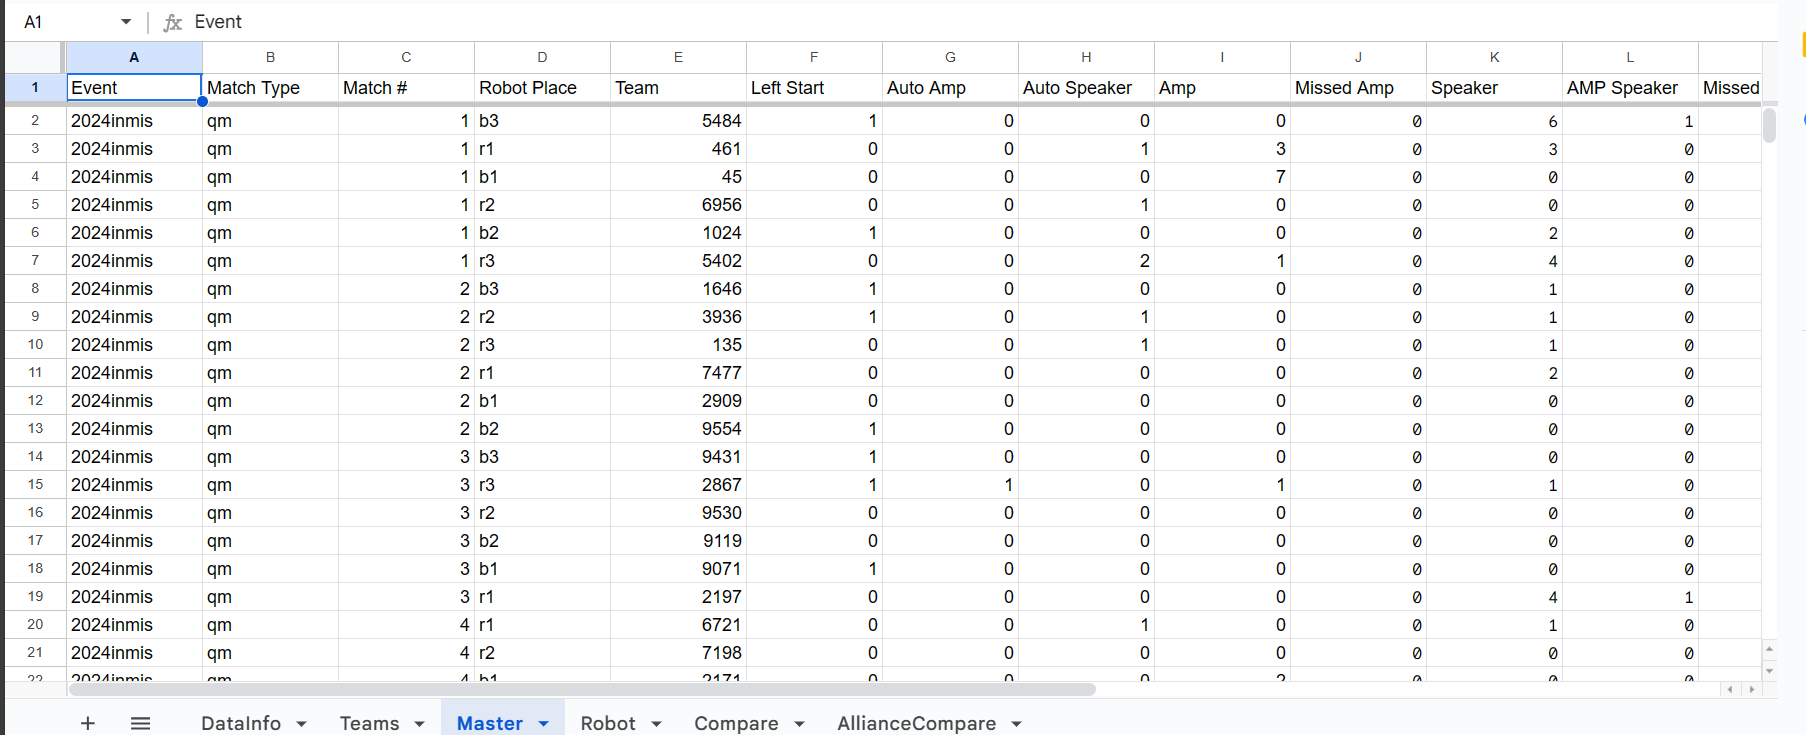 A1 fx Event
A B C D E F G H I J K L
1 Event Match Type Match # Robot Place Team Left Start Auto Amp Auto Speaker Amp Missed Amp Speaker AMP Speaker Missed
2 2024inmis qm 1 b3 5484 1 0 0 0 0 6 1
3 2024inmis qm 1 r1 461 0 0 1 3 0 3 0
4 2024inmis qm 1 b1 45 0 0 0 7 0 0 0
5 2024inmis qm 1 r2 6956 0 0 1 0 0 0 0
6 2024inmis qm 1 b2 1024 1 0 0 0 0 2 0
7 2024inmis qm 1 r3 5402 0 0 2 1 0 4 0
8 2024inmis qm 2 b3 1646 1 0 0 0 0 1 0
9 2024inmis qm 2 r2 3936 1 0 1 0 0 1 0
10 2024inmis qm 2 r3 135 0 0 1 0 0 1 0
11 2024inmis qm 2 r1 7477 0 0 0 0 0 2 0
12 2024inmis qm 2 b1 2909 0 0 0 0 0 0 0
13 2024inmis qm 2 b2 9554 1 0 0 0 0 0 0
14 2024inmis qm 3 b3 9431 1 0 0 0 0 0 0
15 2024inmis qm 3 r3 2867 1 1 0 1 0 1 0
16 2024inmis qm 3 r2 9530 0 0 0 0 0 0 0
17 2024inmis qm 3 b2 9119 0 0 0 0 0 0 0
18 2024inmis qm 3 b1 9071 1 0 0 0 0 0 0
19 2024inmis qm 3 r1 2197 0 0 0 0 0 4 1
20 2024inmis qm 4 r1 6721 0 0 1 0 0 1 0
21 2024inmis qm 4 r2 7198 0 0 0 0 0 0 0
22 2024inmis qm 4 b1 2171 0 0 0 2 0 0 0
+ DataInfo Teams Master Robot Compare AllianceCompare